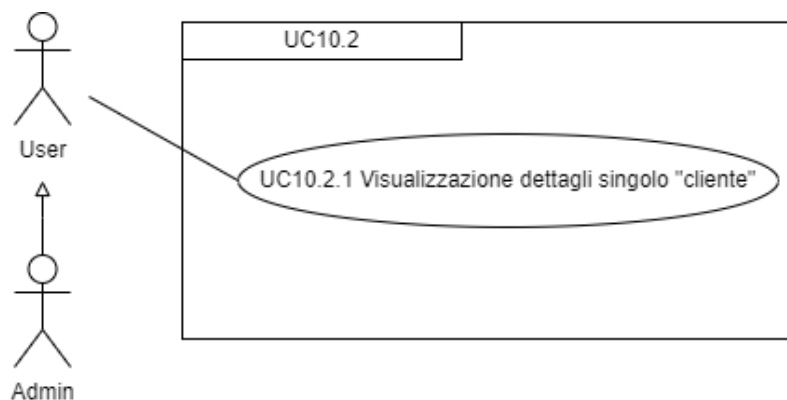 UC10.2
User
UC10.2.1 Visualizzazione dettagli singolo "cliente"
Admin